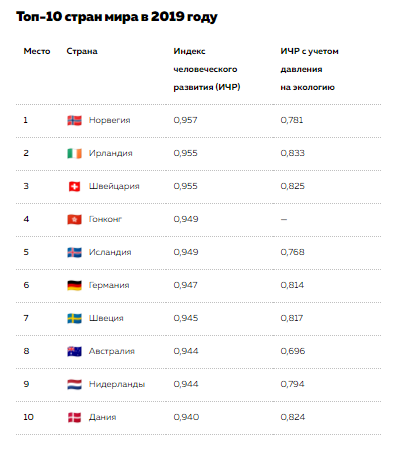 Топ-10 стран мира в 2019 году
Место Страна Индекс человеческого развития (ИЧР) ИЧР с учетом давления на экологию
1 Норвегия 0,957 0,781
2 Ирландия 0,955 0,833
3 Швейцария 0,955 0,825
4 Гонконг 0,949 —
5 Исландия 0,949 0,768
6 Германия 0,947 0,814
7 Швеция 0,945 0,817
8 Австралия 0,944 0,696
9 Нидерланды 0,944 0,794
10 Дания 0,940 0,824